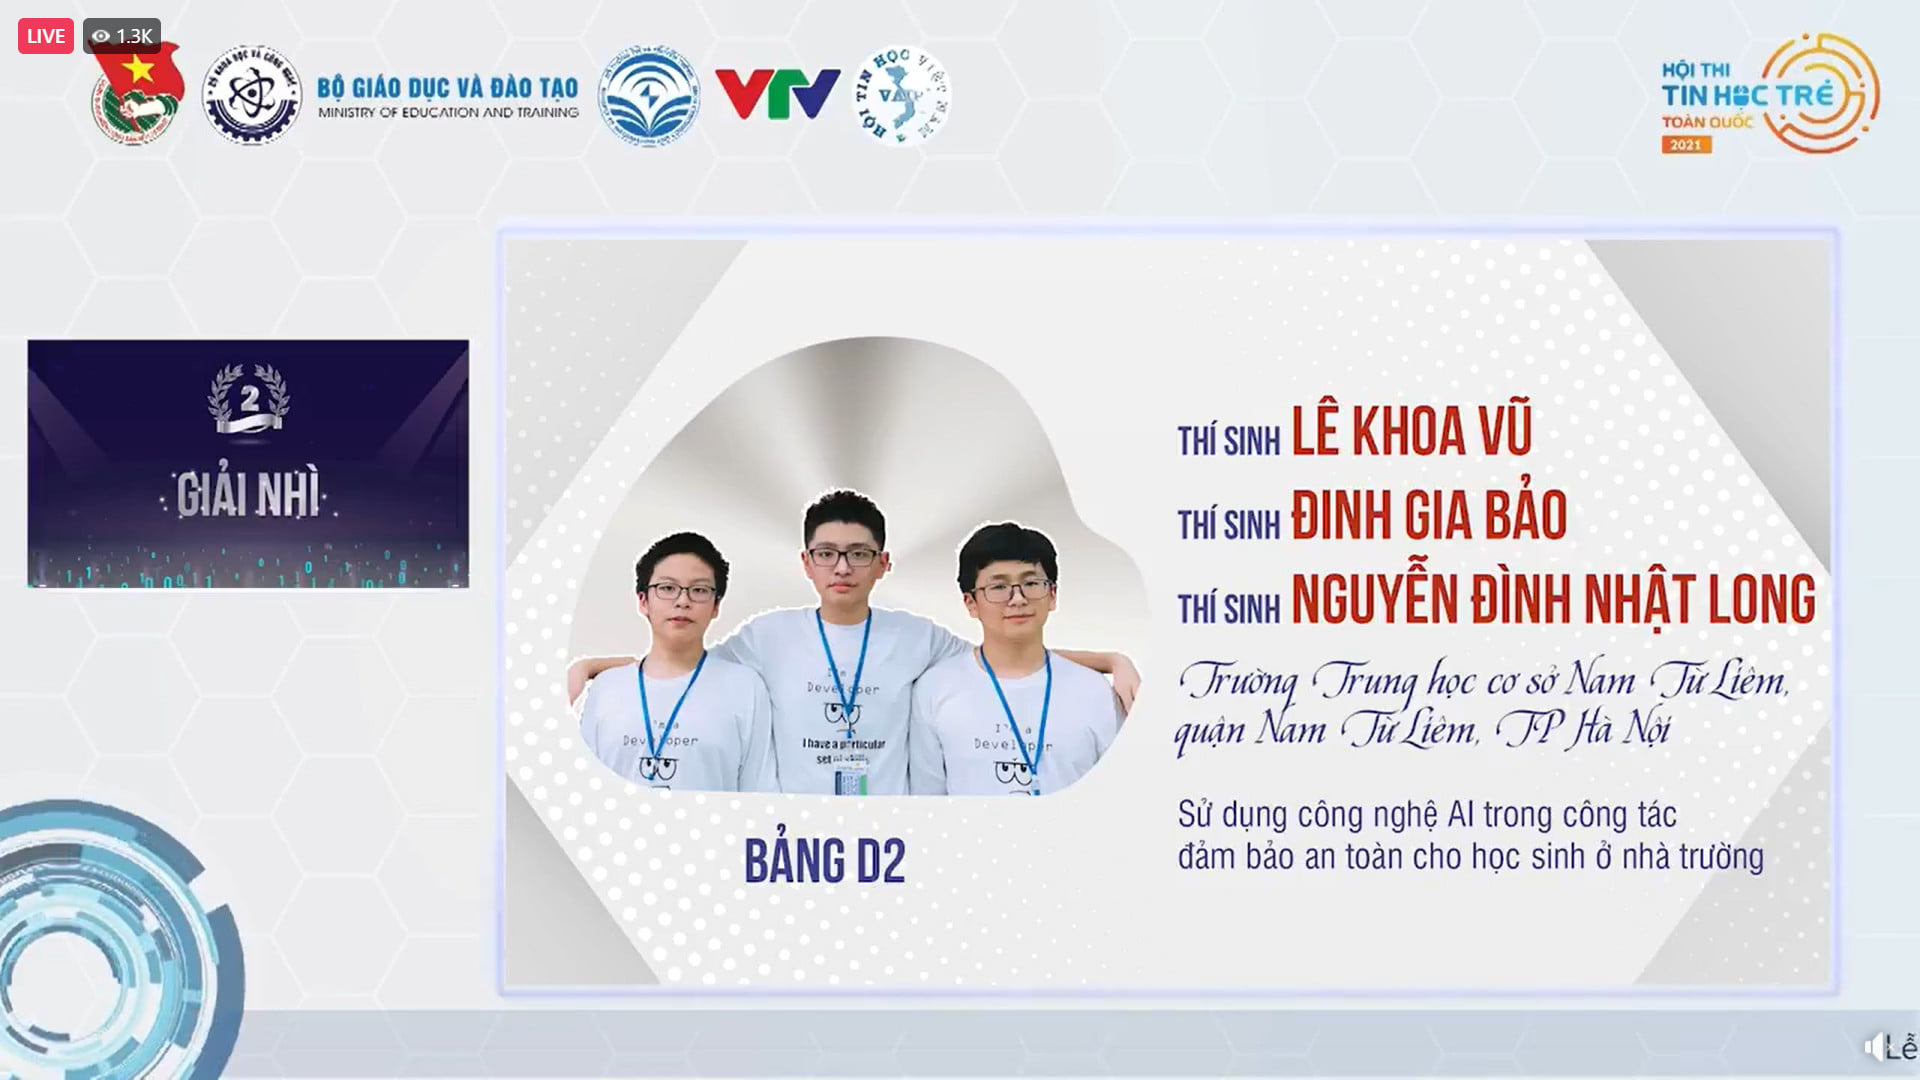 LIVE 1.3K
BỘ GIÁO DỤC VÀ ĐÀO TẠO
MINISTRY OF EDUCATION AND TRAINING
VTV
HỘI TIN HỌC VIỆT NAM
HỘI THI
TIN HỌC TRẺ
TOÀN QUỐC
2021
2
GIẢI NHÌ
THÍ SINH LÊ KHOA VŨ
THÍ SINH ĐINH GIA BẢO
THÍ SINH NGUYỄN ĐÌNH NHẬT LONG
Trường Trung học cơ sở Nam Từ Liêm,
quận Nam Từ Liêm, TP Hà Nội
Sử dụng công nghệ AI trong công tác
đảm bảo an toàn cho học sinh ở nhà trường
I'm a
Developer
I have a particular
set of skills
I'm a
Developer
I'm a
Developer
BẢNG D2
Lễ